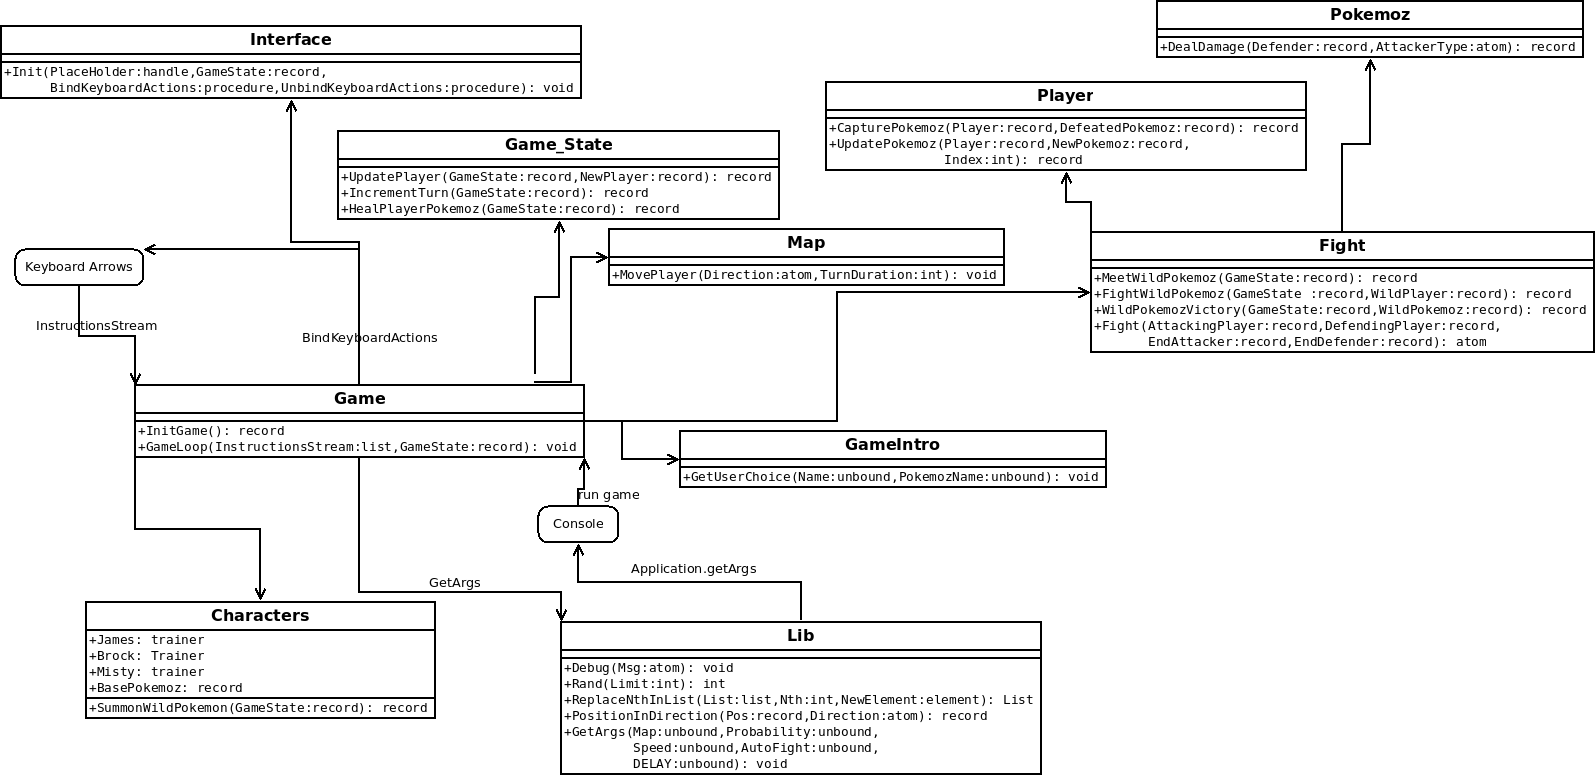 Pokemoz
+DealDamage(Defender:record,AttackerType:atom): record
Interface
+Init(PlaceHolder:handle,GameState:record,
BindKeyboardActions:procedure,UnbindKeyboardActions:procedure): void
Player
+CapturePokemoz(Player:record,DefeatedPokemoz:record): record
+UpdatePokemoz(Player:record,NewPokemoz:record,
Index:int): record
Game_State
+UpdatePlayer(GameState:record,NewPlayer:record): record
+IncrementTurn(GameState:record): record
+HealPlayerPokemoz(GameState:record): record
Map
+MovePlayer(Direction:atom,TurnDuration:int): void
Fight
+MeetWildPokemoz(GameState:record): record
+FightWildPokemoz(GameState :record,WildPlayer:record): record
+WildPokemozVictory(GameState:record,WildPokemoz:record): record
+Fight(AttackingPlayer:record,DefendingPlayer:record,
EndAttacker:record,EndDefender:record): atom
Keyboard Arrows
InstructionsStream
BindKeyboardActions
Game
+InitGame(): record
+GameLoop(InstructionsStream:list,GameState:record): void
GameIntro
+GetUserChoice(Name:unbound,PokemozName:unbound): void
run game
Console
Application.getArgs
GetArgs
Characters
+James: trainer
+Brock: Trainer
+Misty: trainer
+BasePokemoz: record
+SummonWildPokemon(GameState:record): record
Lib
+Debug(Msg:atom): void
+Rand(Limit:int): int
+ReplaceNthInList(List:list,Nth:int,NewElement:element): List
+PositionInDirection(Pos:record,Direction:atom): record
+GetArgs(Map:unbound,Probability:unbound,
Speed:unbound,AutoFight:unbound,
DELAY:unbound): void